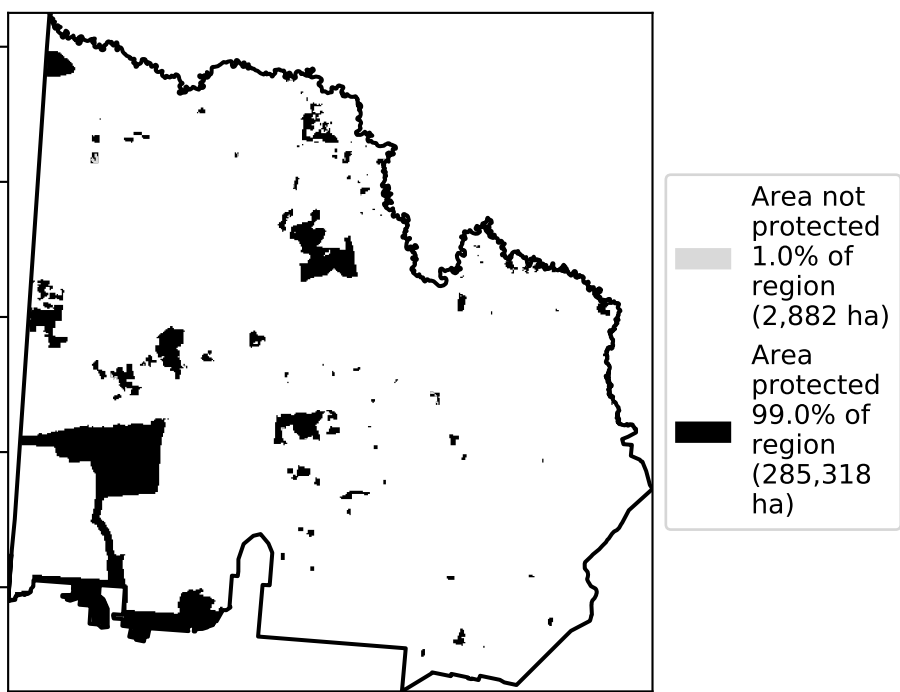 Area not
protected
1.0% of
region
(2,882 ha)
Area
protected
99.0% of
region
(285,318
ha)